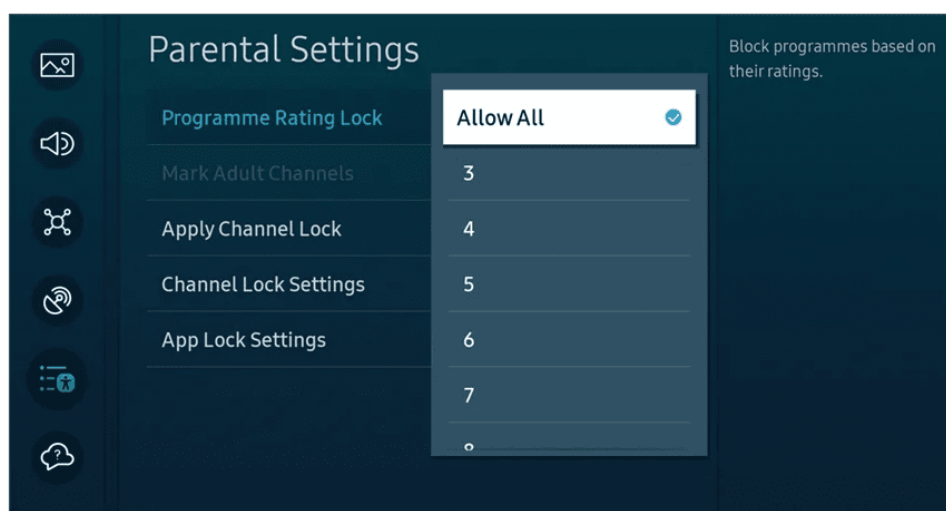 Parental Settings
Programme Rating Lock
Mark Adult Channels
Apply Channel Lock
Channel Lock Settings
App Lock Settings
Allow All
3
4
5
6
7
Block programmes based on
their ratings.